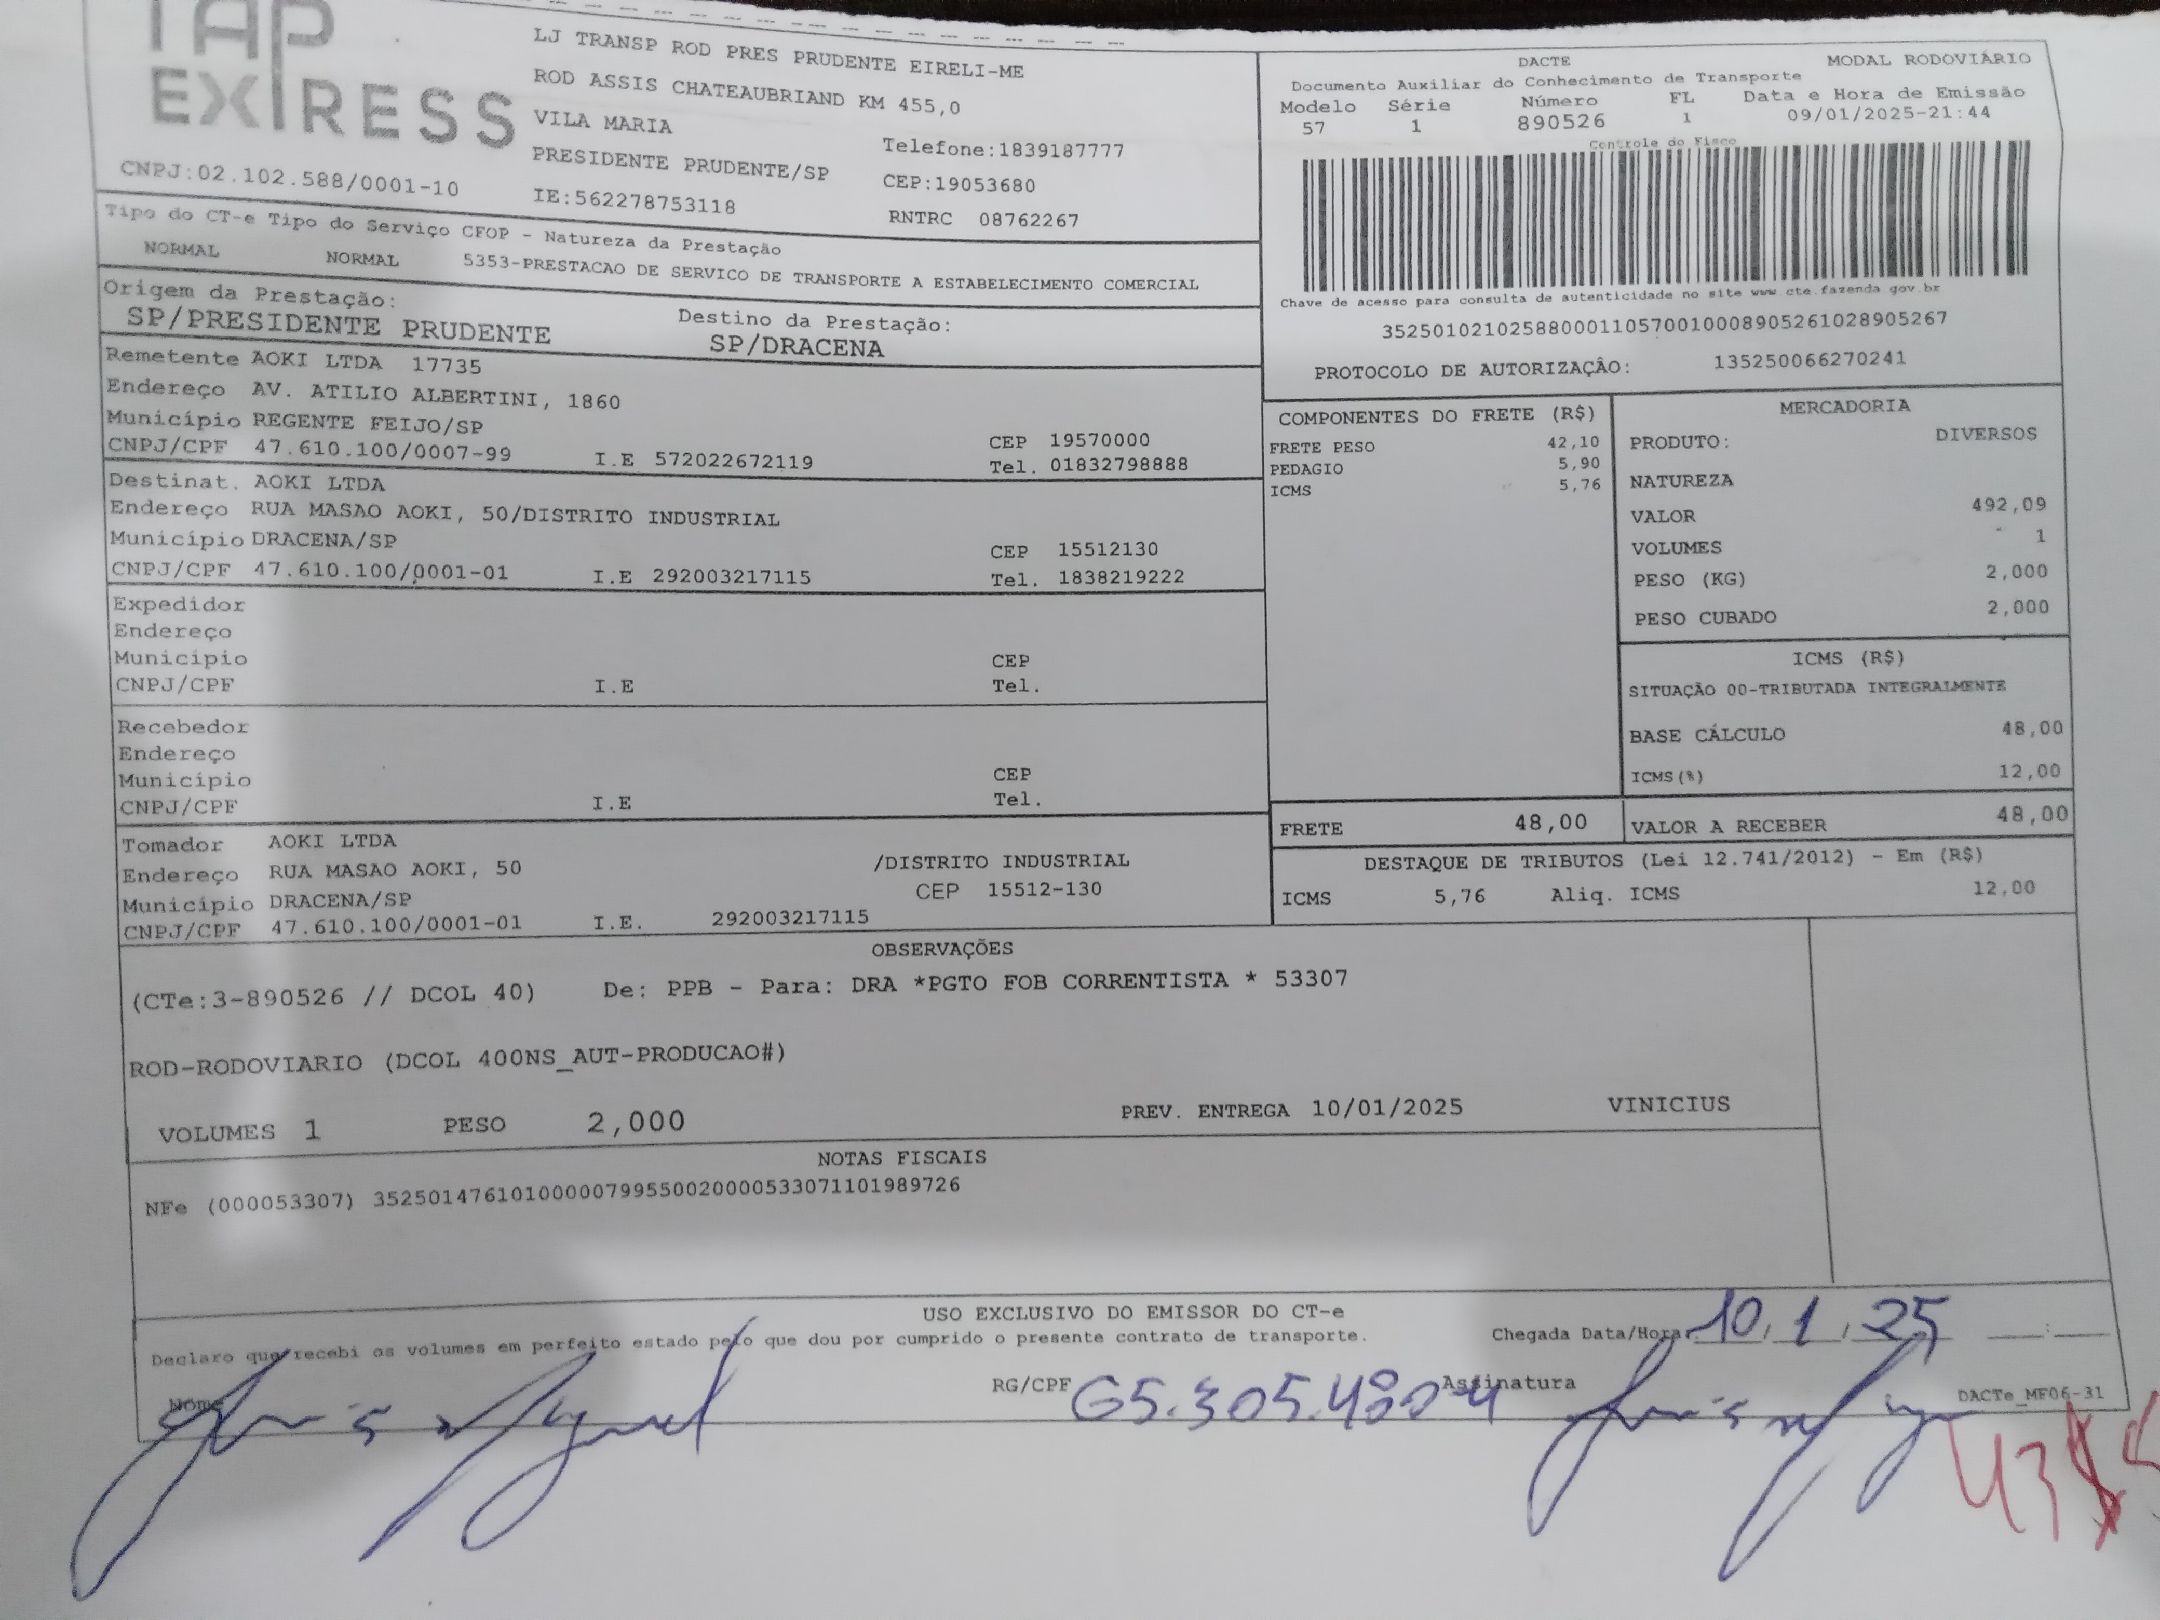 TAP
EXPRESS
CNPJ:02.102.588/0001-10
LJ TRANSP ROD PRES PRUDENTE EIRELI-ME
ROD ASSIS CHATEAUBRIAND KM 455,0
VILA MARIA
Telefone:1839187777
PRESIDENTE PRUDENTE/SP
CEP:19053680
IE:562278753118
RNTRC 08762267
DACTE MODAL RODOVIÁRIO
Documento Auxiliar do Conhecimento de Transporte
Modelo Série Número FL Data e Hora de Emissão
57 1 890526 1 09/01/2025-21:44
Controle do Fisco
Chave de acesso para consulta de autenticidade no site www cte.fazenda gov.br
35250102102588000110570010008905261028905267
PROTOCOLO DE AUTORIZAÇÂO: 135250066270241
Tipo do CT-e Tipo do Serviço CFOP - Natureza da Prestação
NORMAL NORMAL 5353-PRESTACAO DE SERVICO DE TRANSPORTE A ESTABELECIMENTO COMERCIAL
Origem da Prestação: Destino da Prestação:
SP/PRESIDENTE PRUDENTE SP/DRACENA
Remetente AOKI LTDA 17735
Endereço AV. ATILIO ALBERTINI, 1860
Município REGENTE FEIJO/SP CEP 19570000
CNPJ/CPF 47.610.100/0007-99 I.E 572022672119 Tel. 01832798888
Destinat. AOKI LTDA
Endereço RUA MASAO AOKI, 50/DISTRITO INDUSTRIAL
Município DRACENA/SP CEP 15512130
CNPJ/CPF 47.610.100/0001-01 I.E 292003217115 Tel. 1838219222
Expedidor
Endereço
Município CEP
CNPJ/CPF I.E Tel.
Recebedor
Endereço
Município CEP
CNPJ/CPF I.E Tel.
Tomador AOKI LTDA
Endereço RUA MASAO AOKI, 50 /DISTRITO INDUSTRIAL
Município DRACENA/SP CEP 15512-130
CNPJ/CPF 47.610.100/0001-01 I.E. 292003217115
COMPONENTES DO FRETE (R$)
FRETE PESO 42,10
PEDAGIO 5,90
ICMS 5,76
MERCADORIA
PRODUTO: DIVERSOS
NATUREZA
VALOR 492,09
VOLUMES 1
PESO (KG) 2,000
PESO CUBADO 2,000
ICMS (R$)
SITUAÇÃO 00-TRIBUTADA INTEGRALMENTE
BASE CÁLCULO 48,00
ICMS(%) 12,00
FRETE 48,00 VALOR A RECEBER 48,00
DESTAQUE DE TRIBUTOS (Lei 12.741/2012) - Em (R$)
ICMS 5,76 Aliq. ICMS 12,00
OBSERVAÇÕES
(CTe:3-890526 // DCOL 40) De: PPB - Para: DRA *PGTO FOB CORRENTISTA * 53307
ROD-RODOVIARIO (DCOL 400NS_AUT-PRODUCAO#)
VOLUMES 1 PESO 2,000 PREV. ENTREGA 10/01/2025 VINICIUS
NOTAS FISCAIS
NFe (000053307) 35250147610100000799550020000533071101989726
USO EXCLUSIVO DO EMISSOR DO CT-e
Declaro que recebi os volumes em perfeito estado pelo que dou por cumprido o presente contrato de transporte.
Chegada Data/Hora: 10/1/25
Nome RG/CPF Assinatura
DACTe_MF06-31